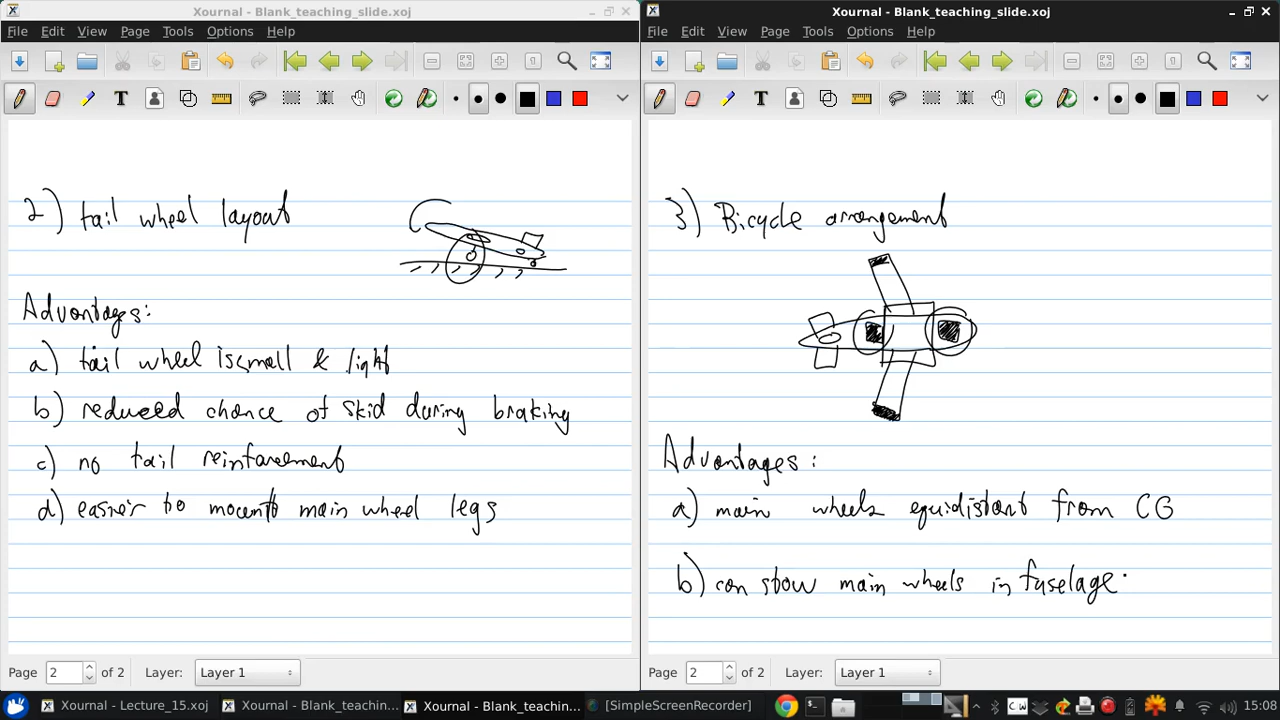 Xournal - Blank_teaching_slide.xoj
File Edit View Page Tools Options Help
2) tail wheel layout
Advantages:
a) tail wheel is small & light
b) reduced chance of skid during braking
c) no tail reinforcement
d) easier to mount main wheel legs
Page 2 of 2 Layer: Layer 1
Xournal - Blank_teaching_slide.xoj
File Edit View Page Tools Options Help
3) Bicycle arrangement
Advantages:
a) main wheels equidistant from CG
b) can stow main wheels in fuselage.
Page 2 of 2 Layer: Layer 1
Xournal - Lecture_15.xoj Xournal - Blank_teachin... Xournal - Blank_teachin... [SimpleScreenRecorder] CW 15:08